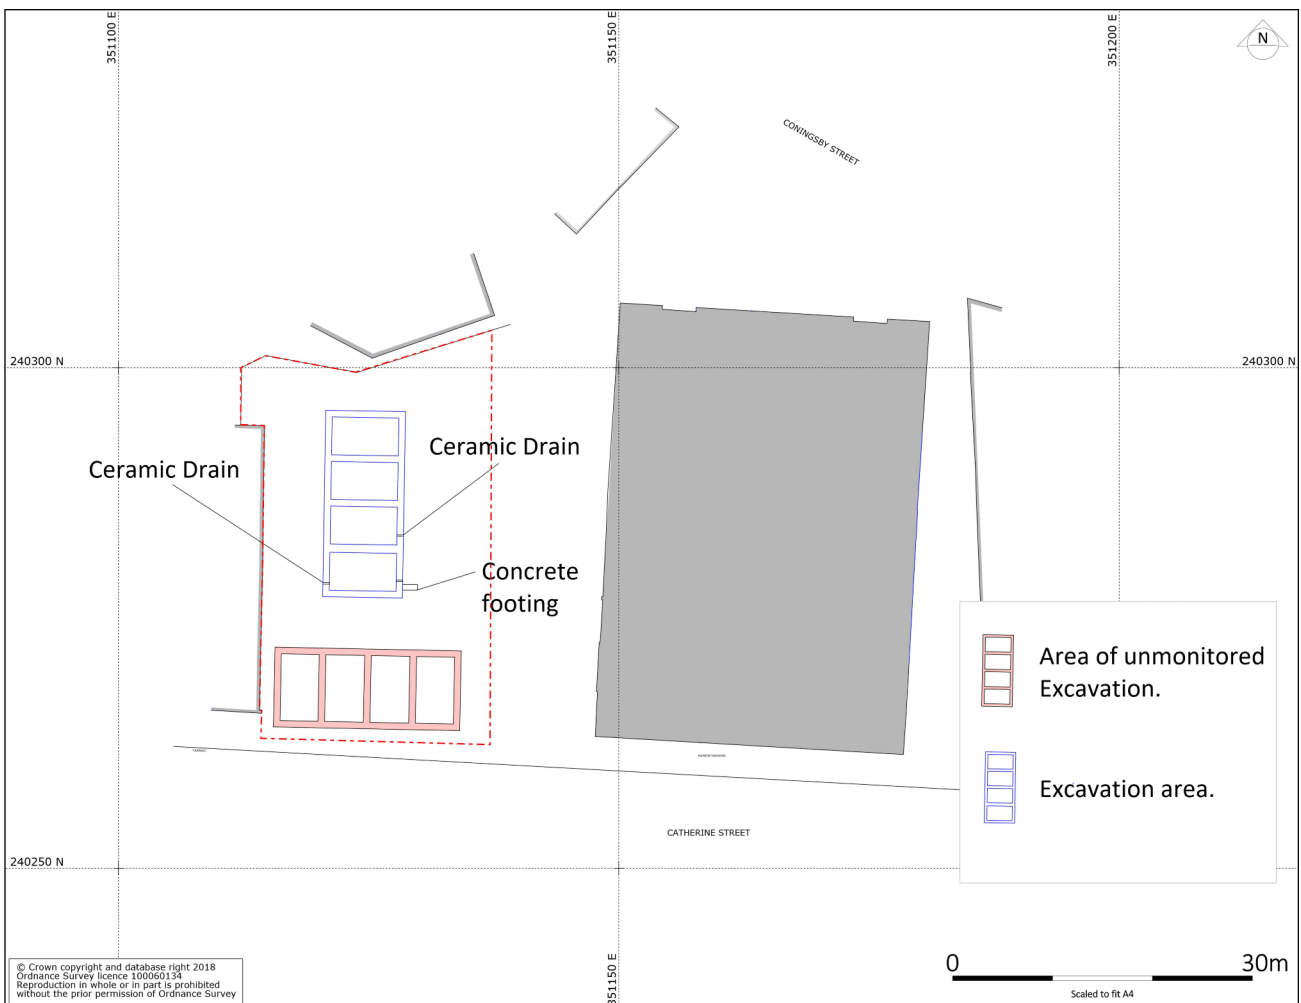 351100 E
351150 E
351200 E
N
CONINGSBY STREET
240300 N
240300 N
Ceramic Drain
Ceramic Drain
Concrete
footing
Area of unmonitored
Excavation.
Excavation area.
CATHERINE STREET
240250 N
351150 E
© Crown copyright and database right 2018
Ordnance Survey licence 100060134
Reproduction in whole or in part is prohibited
without the prior permission of Ordnance Survey
0
30m
Scaled to fit A4